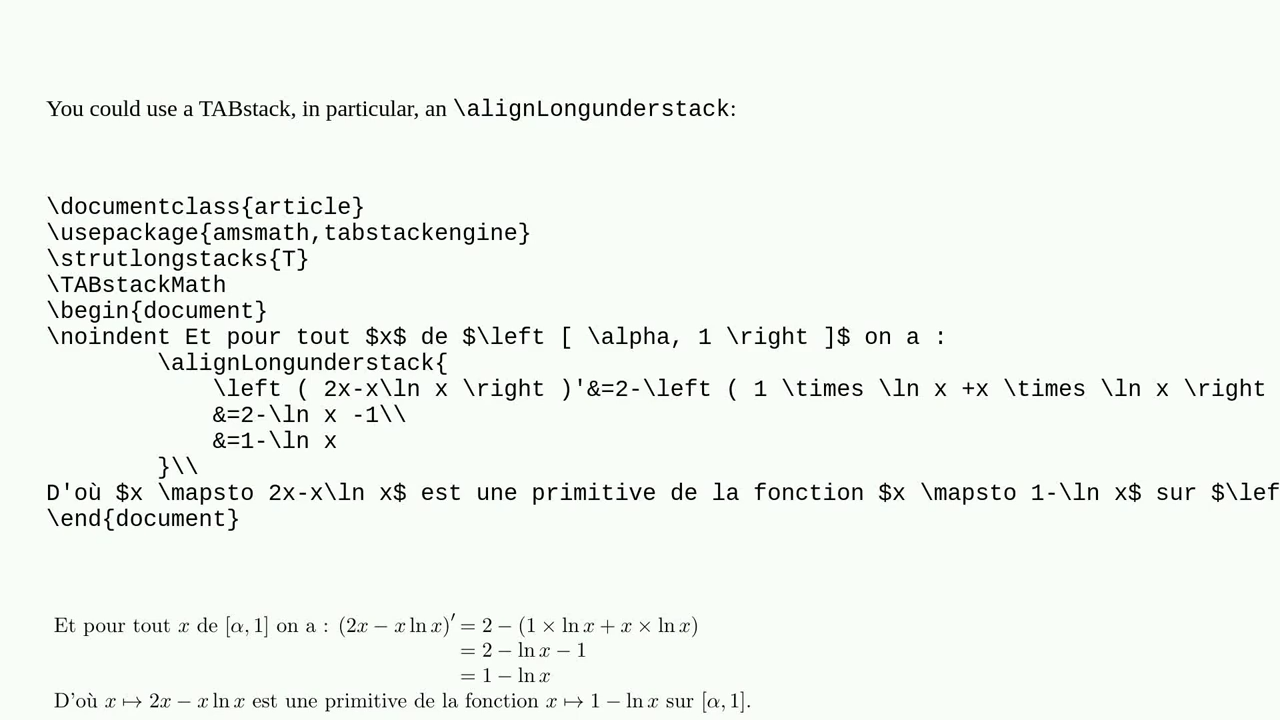 You could use a TABstack, in particular, an \alignLongunderstack:
\documentclass{article}
\usepackage{amsmath,tabstackengine}
\strutlongstacks{T}
\TABstackMath
\begin{document}
\noindent Et pour tout $x$ de $\left [ \alpha, 1 \right ]$ on a :
        \alignLongunderstack{
            \left ( 2x-x\ln x \right )'&=2-\left ( 1 \times \ln x +x \times \ln x \right
            &=2-\ln x -1\\
            &=1-\ln x
        }\\
D'où $x \mapsto 2x-x\ln x$ est une primitive de la fonction $x \mapsto 1-\ln x$ sur $\lef
\end{document}
Et pour tout x de [α, 1] on a : (2x − x ln x)′ = 2 − (1 × ln x + x × ln x)
= 2 − ln x − 1
= 1 − ln x
D'où x ↦ 2x − x ln x est une primitive de la fonction x ↦ 1 − ln x sur [α, 1].